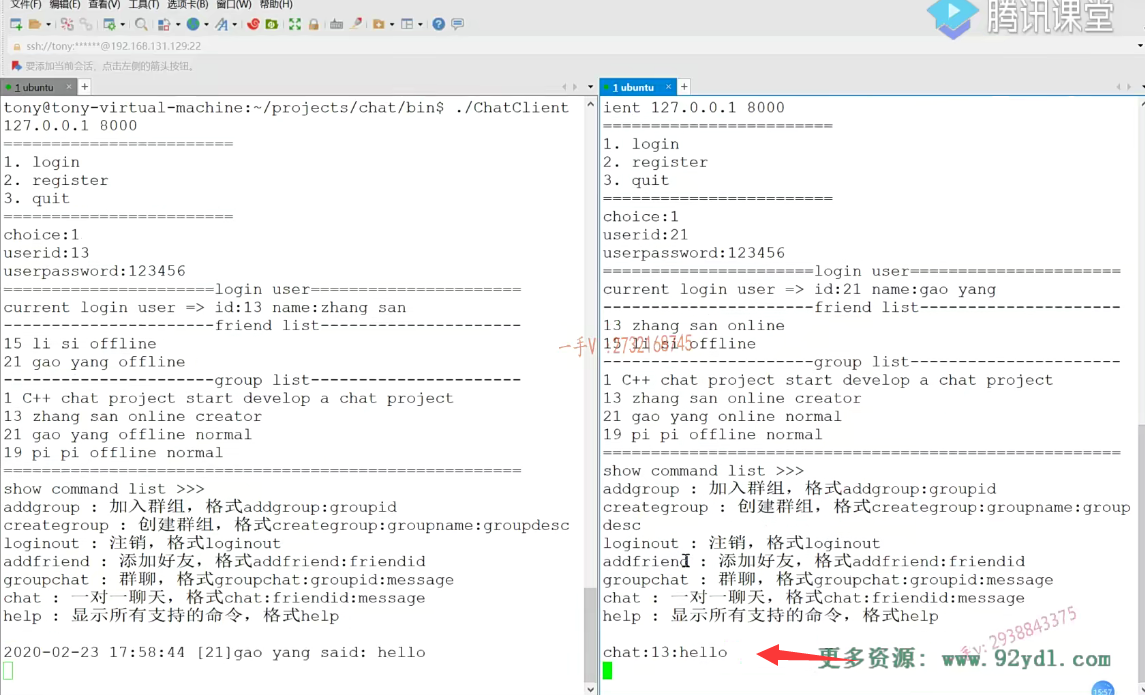 文件(F) 编辑(E) 查看(V) 工具(T) 选项卡(B) 窗口(W) 帮助(H)
腾讯课堂
ssh://tony:******@192.168.131.129:22
要添加当前会话，点击左侧的箭头按钮。
1 ubuntu
tony@tony-virtual-machine:~/projects/chat/bin$ ./ChatClient
127.0.0.1 8000
========================
1. login
2. register
3. quit
========================
choice:1
userid:13
userpassword:123456
======================login user======================
current login user => id:13 name:zhang san
----------------------friend list---------------------
15 li si offline
21 gao yang offline
----------------------group list----------------------
1 C++ chat project start develop a chat project
13 zhang san online creator
21 gao yang offline normal
19 pi pi offline normal
======================================================
show command list >>>
addgroup : 加入群组，格式addgroup:groupid
creategroup : 创建群组，格式creategroup:groupname:groupdesc
loginout : 注销，格式loginout
addfriend : 添加好友，格式addfriend:friendid
groupchat : 群聊，格式groupchat:groupid:message
chat : 一对一聊天，格式chat:friendid:message
help : 显示所有支持的命令，格式help
2020-02-23 17:58:44 [21]gao yang said: hello
1 ubuntu
ient 127.0.0.1 8000
========================
1. login
2. register
3. quit
========================
choice:1
userid:21
userpassword:123456
======================login user======================
current login user => id:21 name:gao yang
----------------------friend list---------------------
13 zhang san online
15 li si offline
一手V :2732168745
----------------------group list----------------------
1 C++ chat project start develop a chat project
13 zhang san online creator
21 gao yang online normal
19 pi pi offline normal
======================================================
show command list >>>
addgroup : 加入群组，格式addgroup:groupid
creategroup : 创建群组，格式creategroup:groupname:group
desc
loginout : 注销，格式loginout
addfriend : 添加好友，格式addfriend:friendid
groupchat : 群聊，格式groupchat:groupid:message
chat : 一对一聊天，格式chat:friendid:message
help : 显示所有支持的命令，格式help
chat:13:hello
手v: 2938843375
更多资源: www.92ydl.com
15:57